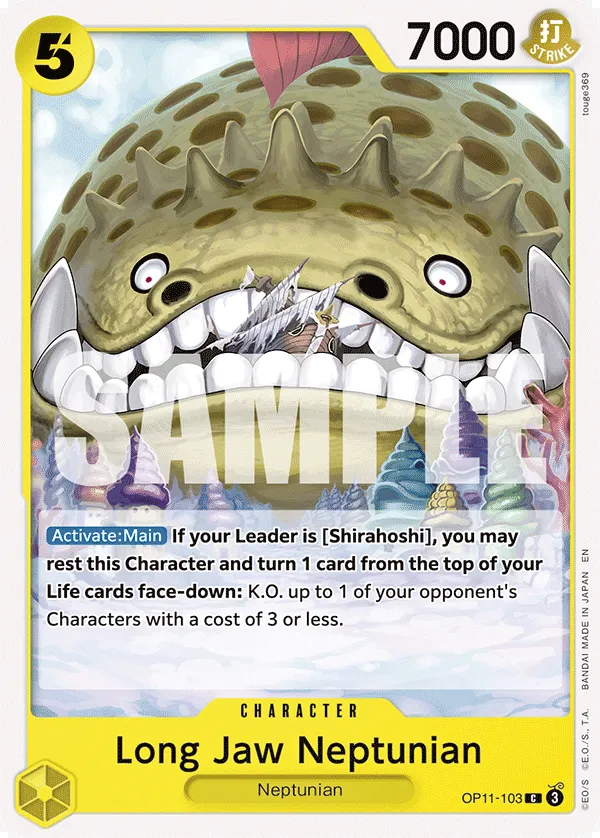 5
7000
打
STRIKE
touge369
SAMPLE
Activate:Main If your Leader is [Shirahoshi], you may
rest this Character and turn 1 card from the top of your
Life cards face-down: K.O. up to 1 of your opponent's
Characters with a cost of 3 or less.
CHARACTER
Long Jaw Neptunian
Neptunian
OP11-103 C 3
©EO/S ©E.O./S., T.A. BANDAI MADE IN JAPAN EN